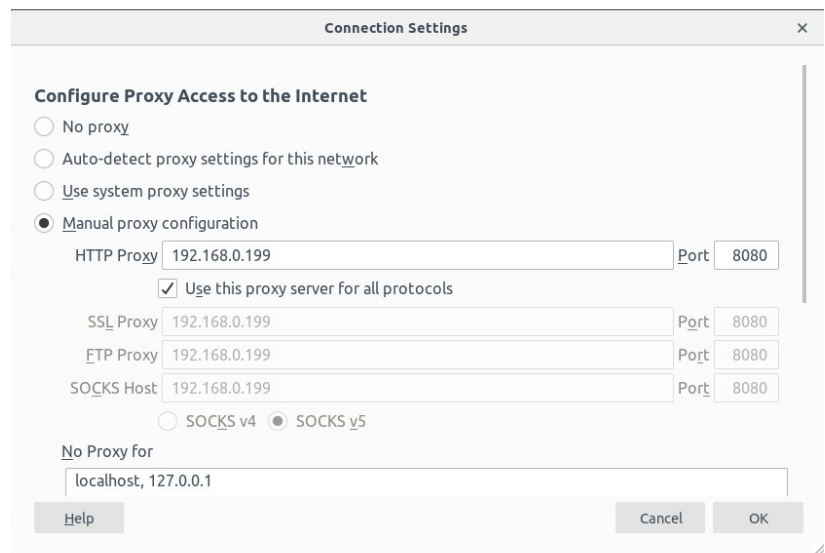 Connection Settings
Configure Proxy Access to the Internet
No proxy
Auto-detect proxy settings for this network
Use system proxy settings
Manual proxy configuration
HTTP Proxy 192.168.0.199 Port 8080
Use this proxy server for all protocols
SSL Proxy 192.168.0.199 Port 8080
FTP Proxy 192.168.0.199 Port 8080
SOCKS Host 192.168.0.199 Port 8080
SOCKS v4 SOCKS v5
No Proxy for
localhost, 127.0.0.1
Help Cancel OK